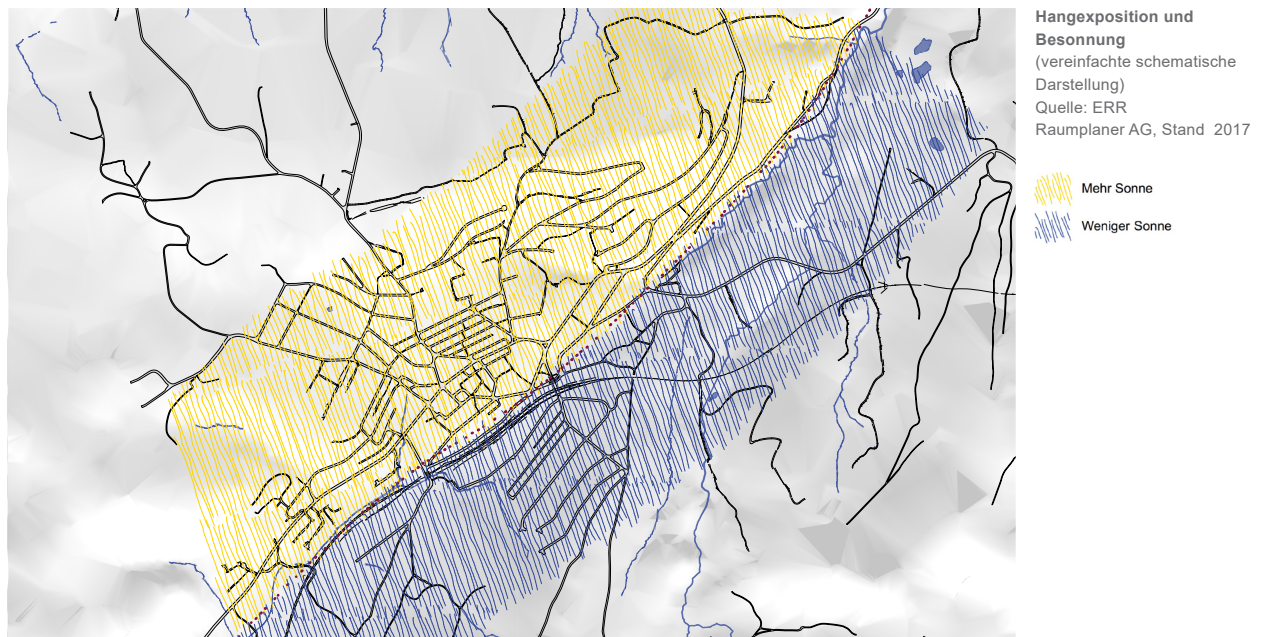 Hangexposition und
Besonnung
(vereinfachte schematische
Darstellung)
Quelle: ERR
Raumplaner AG, Stand  2017
Mehr Sonne
Weniger Sonne